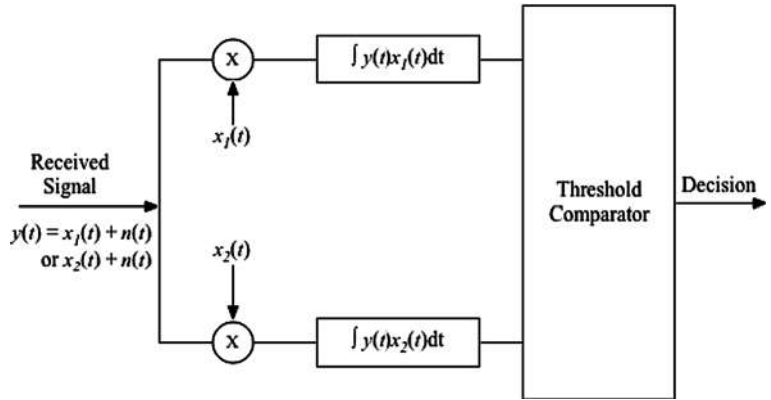 X
∫ y(t)x₁(t)dt
x₁(t)
Received
Signal
y(t) = x₁(t) + n(t)
or x₂(t) + n(t)
x₂(t)
X
∫ y(t)x₂(t)dt
Threshold
Comparator
Decision